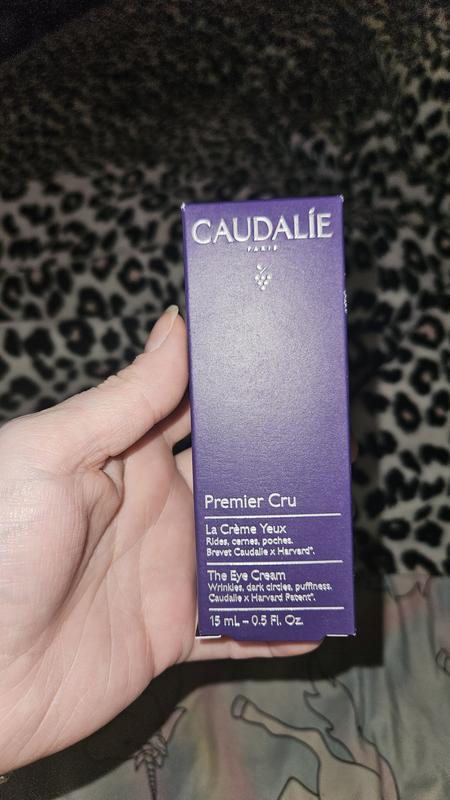 CAUDALÍE
PARIS
Premier Cru
La Crème Yeux
Rides, cernes, poches.
Brevet Caudalie x Harvard*.
The Eye Cream
Wrinkles, dark circles, puffiness.
Caudalie x Harvard Patent*.
15 mL – 0.5 Fl. Oz.